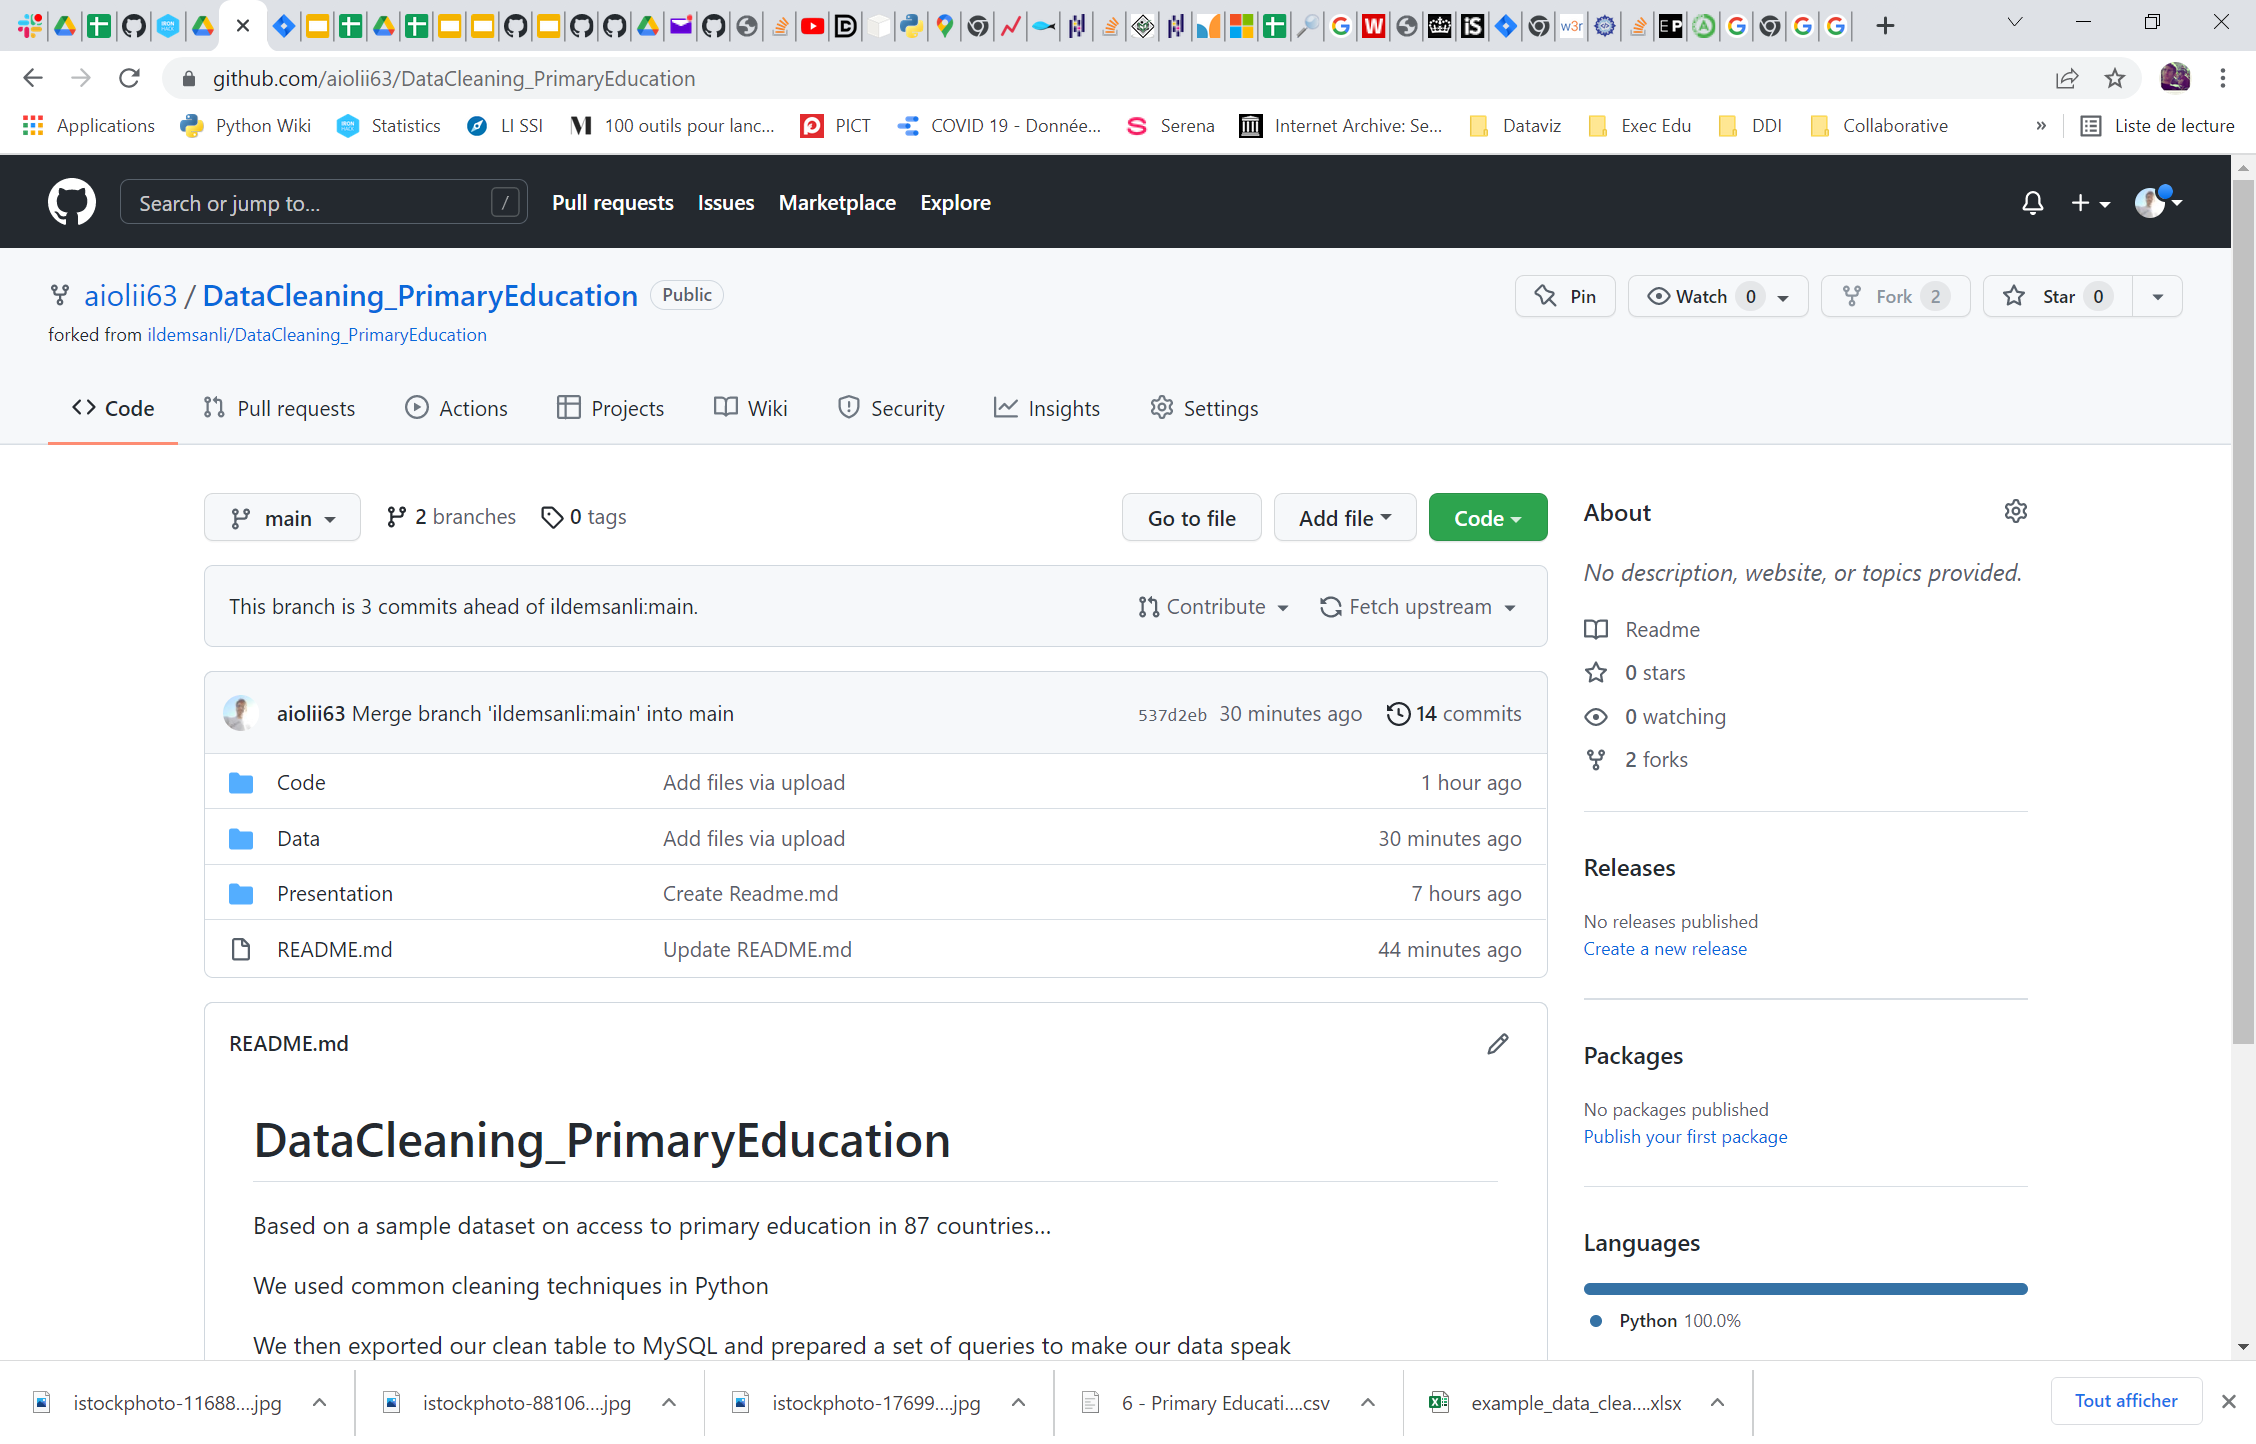 github.com/aiolii63/DataCleaning_PrimaryEducation
Applications Python Wiki Statistics LI SSI 100 outils pour lanc... PICT COVID 19 - Donnée... Serena Internet Archive: Se... Dataviz Exec Edu DDI Collaborative » Liste de lecture
Search or jump to... / Pull requests Issues Marketplace Explore
aiolii63 / DataCleaning_PrimaryEducation Public Pin Watch 0 Fork 2 Star 0
forked from ildemsanli/DataCleaning_PrimaryEducation
Code Pull requests Actions Projects Wiki Security Insights Settings
main 2 branches 0 tags Go to file Add file Code
This branch is 3 commits ahead of ildemsanli:main. Contribute Fetch upstream
aiolii63 Merge branch 'ildemsanli:main' into main 537d2eb 30 minutes ago 14 commits
Code Add files via upload 1 hour ago
Data Add files via upload 30 minutes ago
Presentation Create Readme.md 7 hours ago
README.md Update README.md 44 minutes ago
README.md
DataCleaning_PrimaryEducation
Based on a sample dataset on access to primary education in 87 countries...
We used common cleaning techniques in Python
We then exported our clean table to MySQL and prepared a set of queries to make our data speak
About
No description, website, or topics provided.
Readme
0 stars
0 watching
2 forks
Releases
No releases published
Create a new release
Packages
No packages published
Publish your first package
Languages
Python 100.0%
istockphoto-11688....jpg istockphoto-88106....jpg istockphoto-17699....jpg 6 - Primary Educati....csv example_data_clea....xlsx Tout afficher